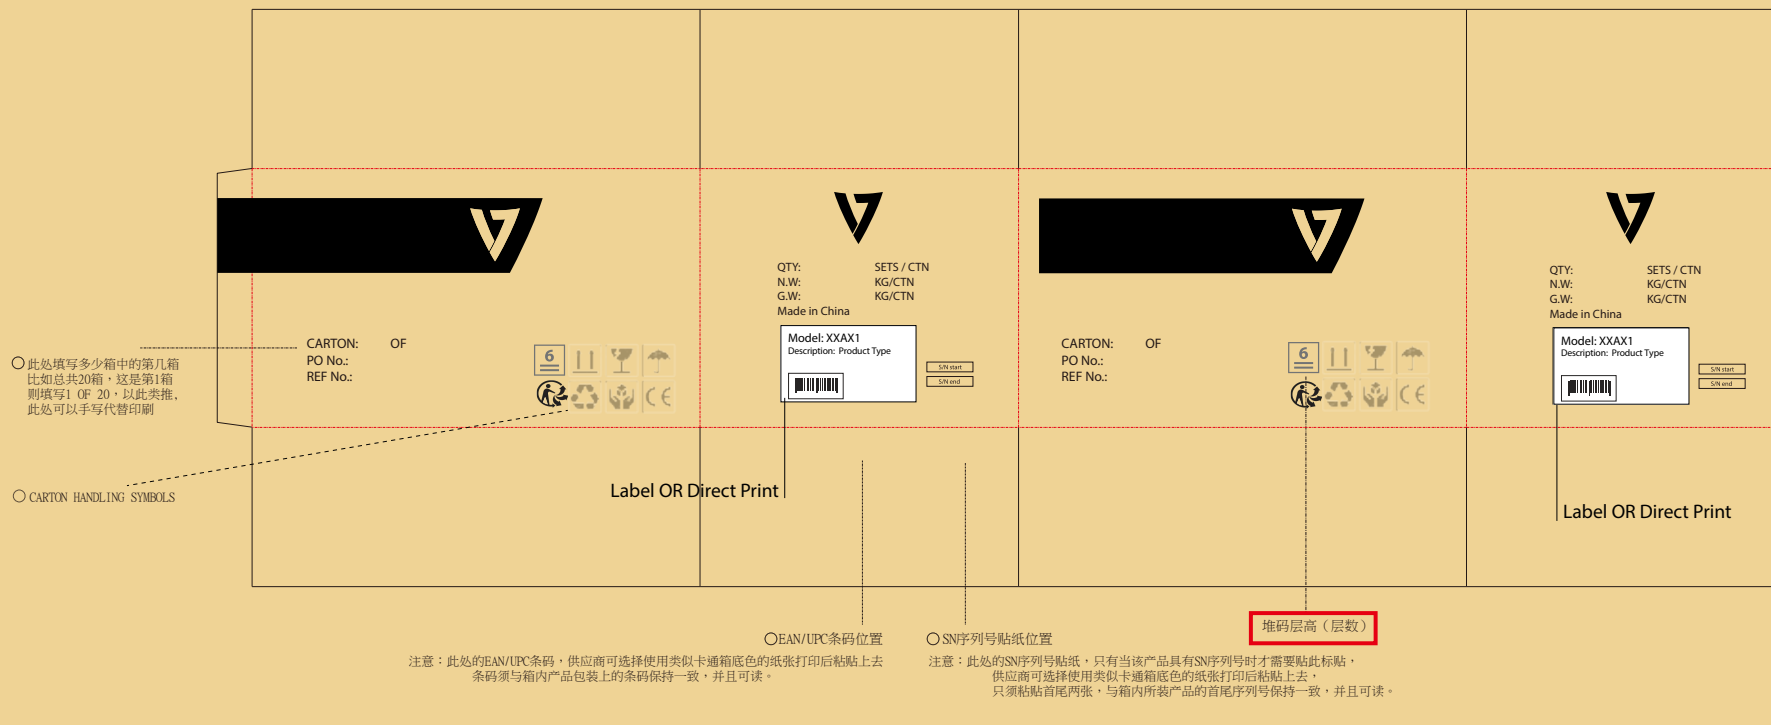 QTY:
SETS / CTN
N.W:
KG/CTN
G.W:
KG/CTN
Made in China
QTY:
SETS / CTN
N.W:
KG/CTN
G.W:
KG/CTN
Made in China
CARTON:
OF
PO No.:
REF No.:
6
CE
Model: XXAX1
Description: Product Type
S/N start
S/N end
CARTON:
OF
PO No.:
REF No.:
6
CE
Model: XXAX1
Description: Product Type
S/N start
S/N end
○此处填写多少箱中的第几箱
比如总共20箱，这是第1箱
则填写1 OF 20，以此类推，
此处可以手写代替印刷
○ CARTON HANDLING SYMBOLS
Label OR Direct Print
Label OR Direct Print
○EAN/UPC条码位置
注意：此处的EAN/UPC条码，供应商可选择使用类似卡通箱底色的纸张打印后粘贴上去
条码须与箱内产品包装上的条码保持一致，并且可读。
○ SN序列号贴纸位置
注意：此处的SN序列号贴纸，只有当该产品具有SN序列号时才需要贴此标贴，
供应商可选择使用类似卡通箱底色的纸张打印后粘贴上去，
只须粘贴首尾两张，与箱内所装产品的首尾序列号保持一致，并且可读。
堆码层高（层数）